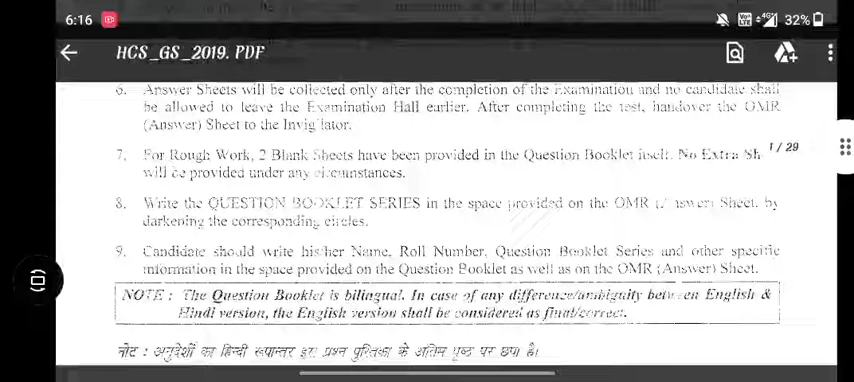 6:16 4G 32%
HCS_GS_2019. PDF
6. Answer Sheets will be collected only after the completion of the Examination and no candidate shall
be allowed to leave the Examination Hall earlier. After completing the test, handover the OMR
(Answer) Sheet to the Invigilator.
7. For Rough Work, 2 Blank Sheets have been provided in the Question Booklet itself. No Extra Sh
1 / 29
will be provided under any circumstances.
8. Write the QUESTION BOOKLET SERIES in the space provided on the OMR (Answer) Sheet, by
darkening the corresponding circles.
9. Candidate should write his/her Name, Roll Number, Question Booklet Series and other specific
information in the space provided on the Question Booklet as well as on the OMR (Answer) Sheet.
NOTE : The Question Booklet is bilingual. In case of any difference/ambiguity between English &
Hindi version, the English version shall be considered as final/correct.
नोट : अनुदेशों का हिन्दी रूपान्तर इस प्रश्न पुस्तिका के अंतिम पृष्ठ पर छपा है।